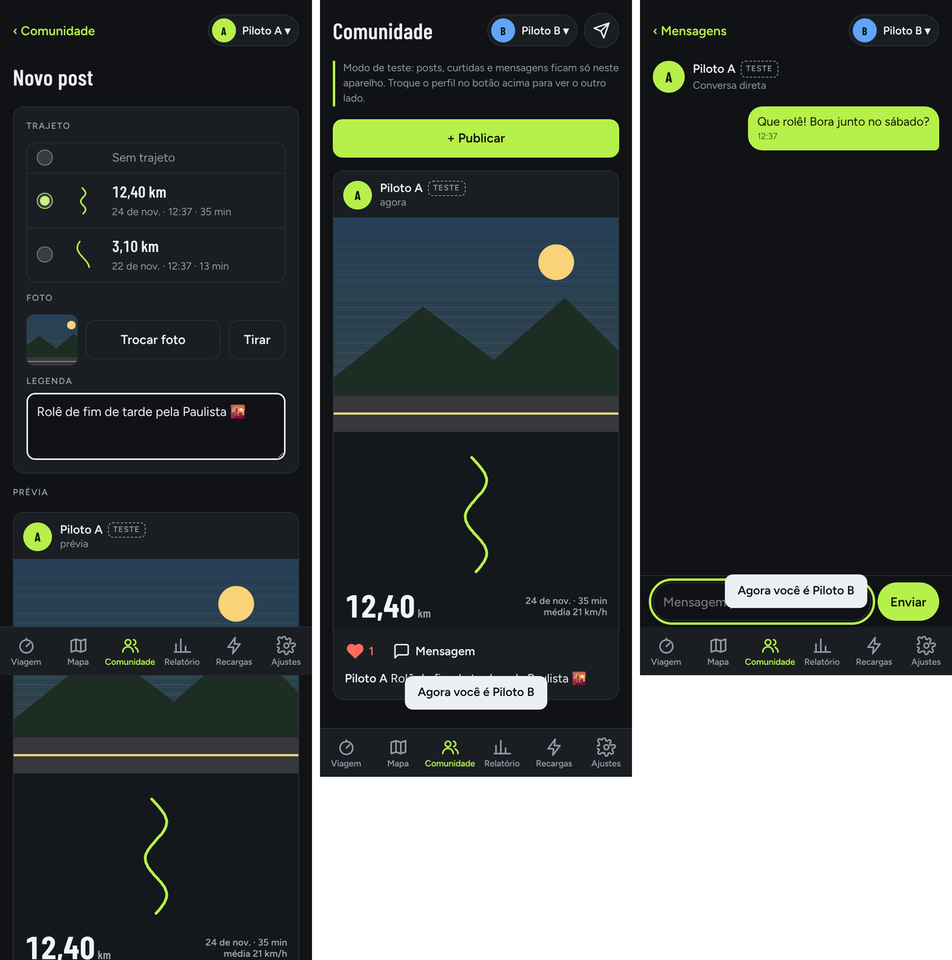 ‹ Comunidade
A Piloto A ▾
Novo post
TRAJETO
Sem trajeto
12,40 km
24 de nov. · 12:37 · 35 min
3,10 km
22 de nov. · 12:37 · 13 min
FOTO
Trocar foto
Tirar
LEGENDA
Rolê de fim de tarde pela Paulista 🌇
PRÉVIA
A Piloto A TESTE
prévia
Viagem Mapa Comunidade Relatório Recargas Ajustes
12,40 km
24 de nov. · 35 min
média 21 km/h
Comunidade
B Piloto B ▾
Modo de teste: posts, curtidas e mensagens ficam só neste
aparelho. Troque o perfil no botão acima para ver o outro
lado.
+ Publicar
A Piloto A TESTE
agora
12,40 km
24 de nov. · 35 min
média 21 km/h
1 Mensagem
Piloto A
Agora você é Piloto B
Viagem Mapa Comunidade Relatório Recargas Ajustes
‹ Mensagens
B Piloto B ▾
A Piloto A TESTE
Conversa direta
Que rolê! Bora junto no sábado?
12:37
Mensagem
Agora você é Piloto B
Enviar
Viagem Mapa Comunidade Relatório Recargas Ajustes